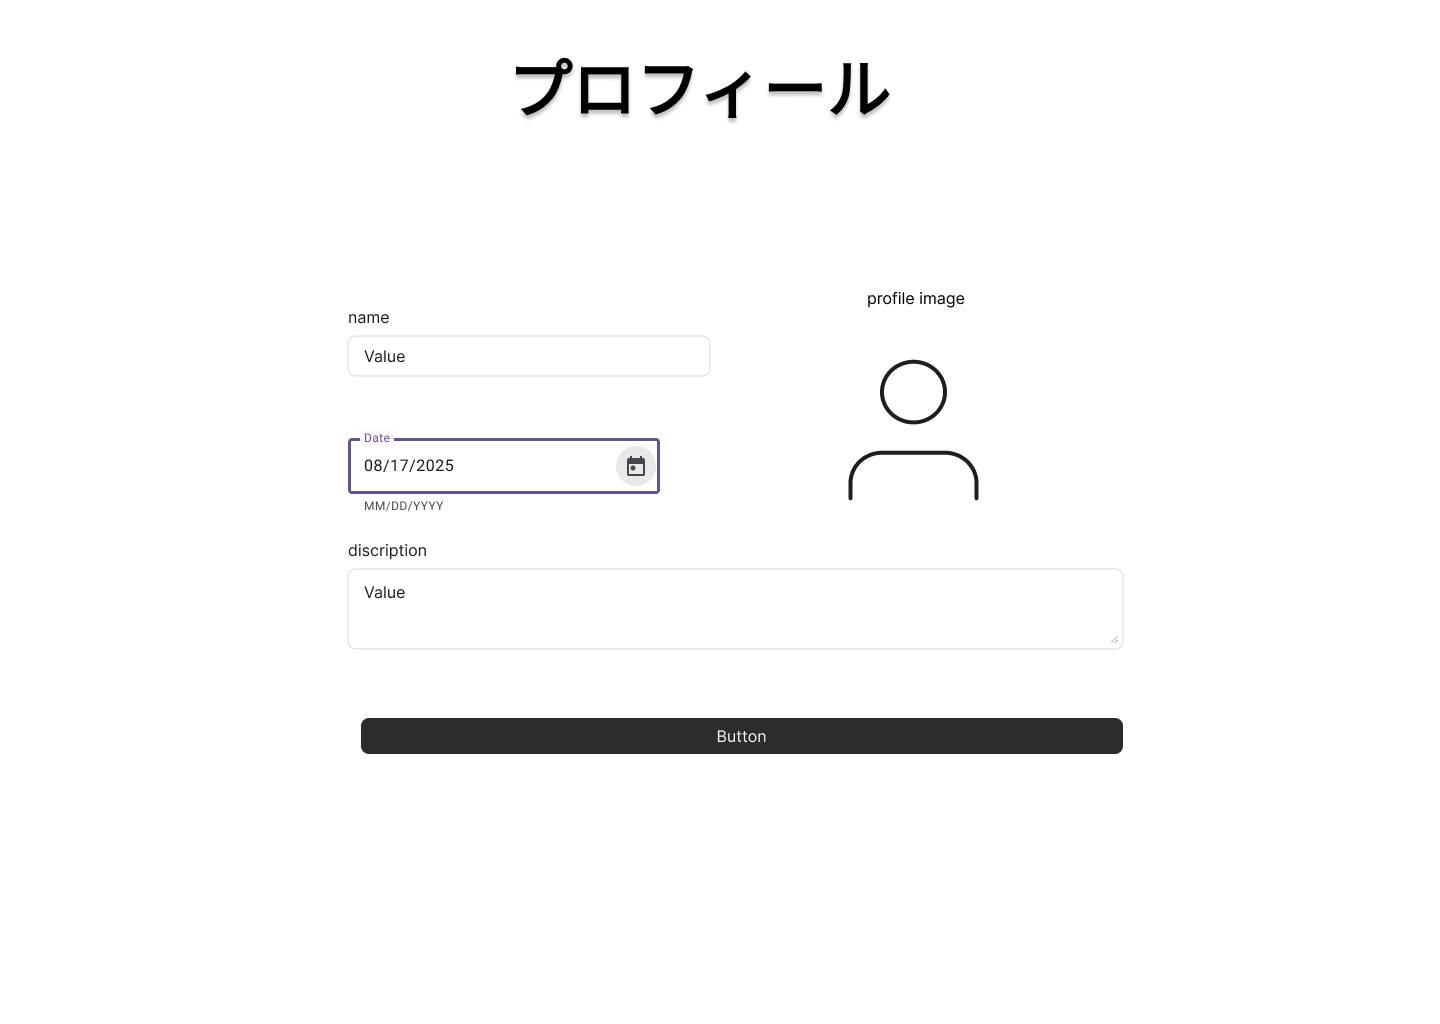 プロフィール
profile image
name
Value
Date
08/17/2025
MM/DD/YYYY
discription
Value
Button